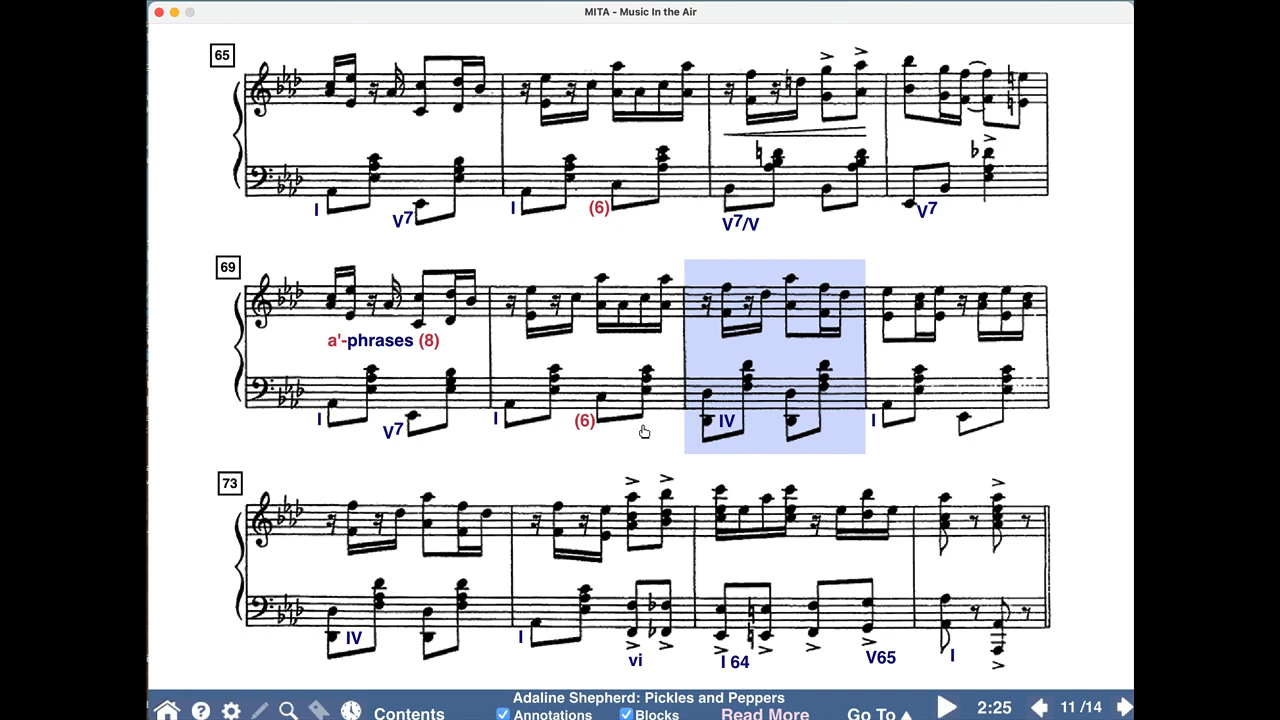 MITA - Music In the Air
65
I V7 I (6) V7/V V7
69
a'-phrases (8)
I V7 I (6) IV I
73
IV I vi I 64 V65 I
Adaline Shepherd: Pickles and Peppers
Contents Annotations Blocks Read More Go To ▲ 2:25 11 /14